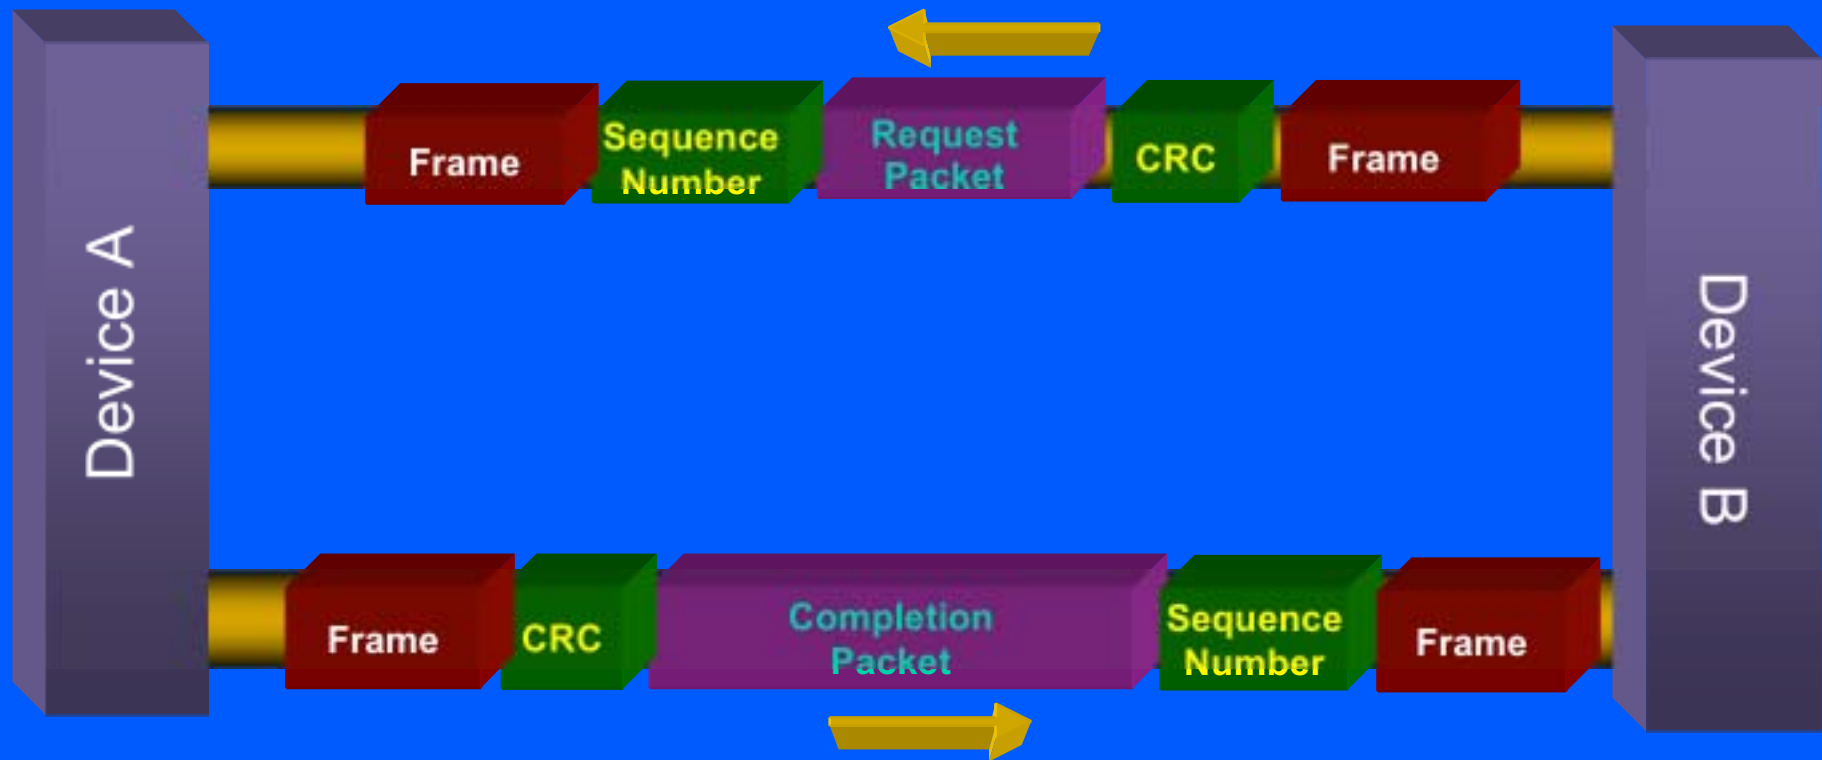 Device A
Frame
Sequence
Number
Request
Packet
CRC
Frame
Device B
Frame
CRC
Completion
Packet
Sequence
Number
Frame